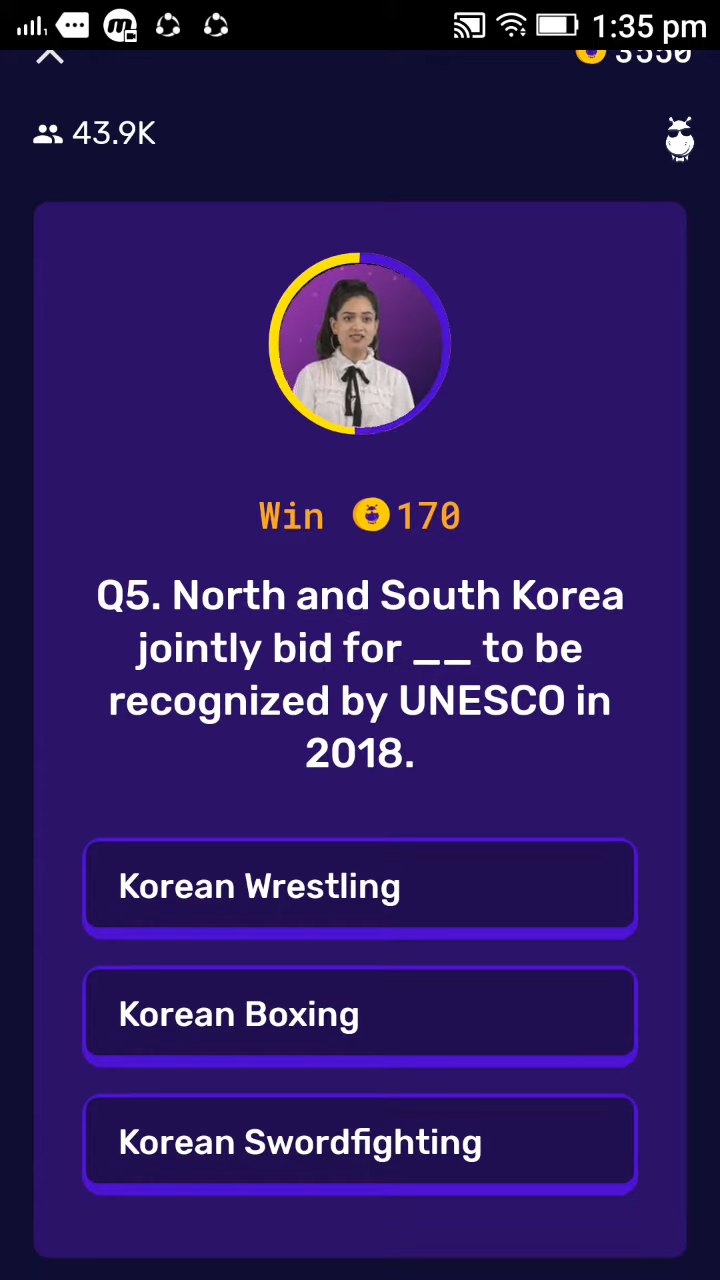 1:35 pm
3550
43.9K
Win 170
Q5. North and South Korea
jointly bid for __ to be
recognized by UNESCO in
2018.
Korean Wrestling
Korean Boxing
Korean Swordfighting